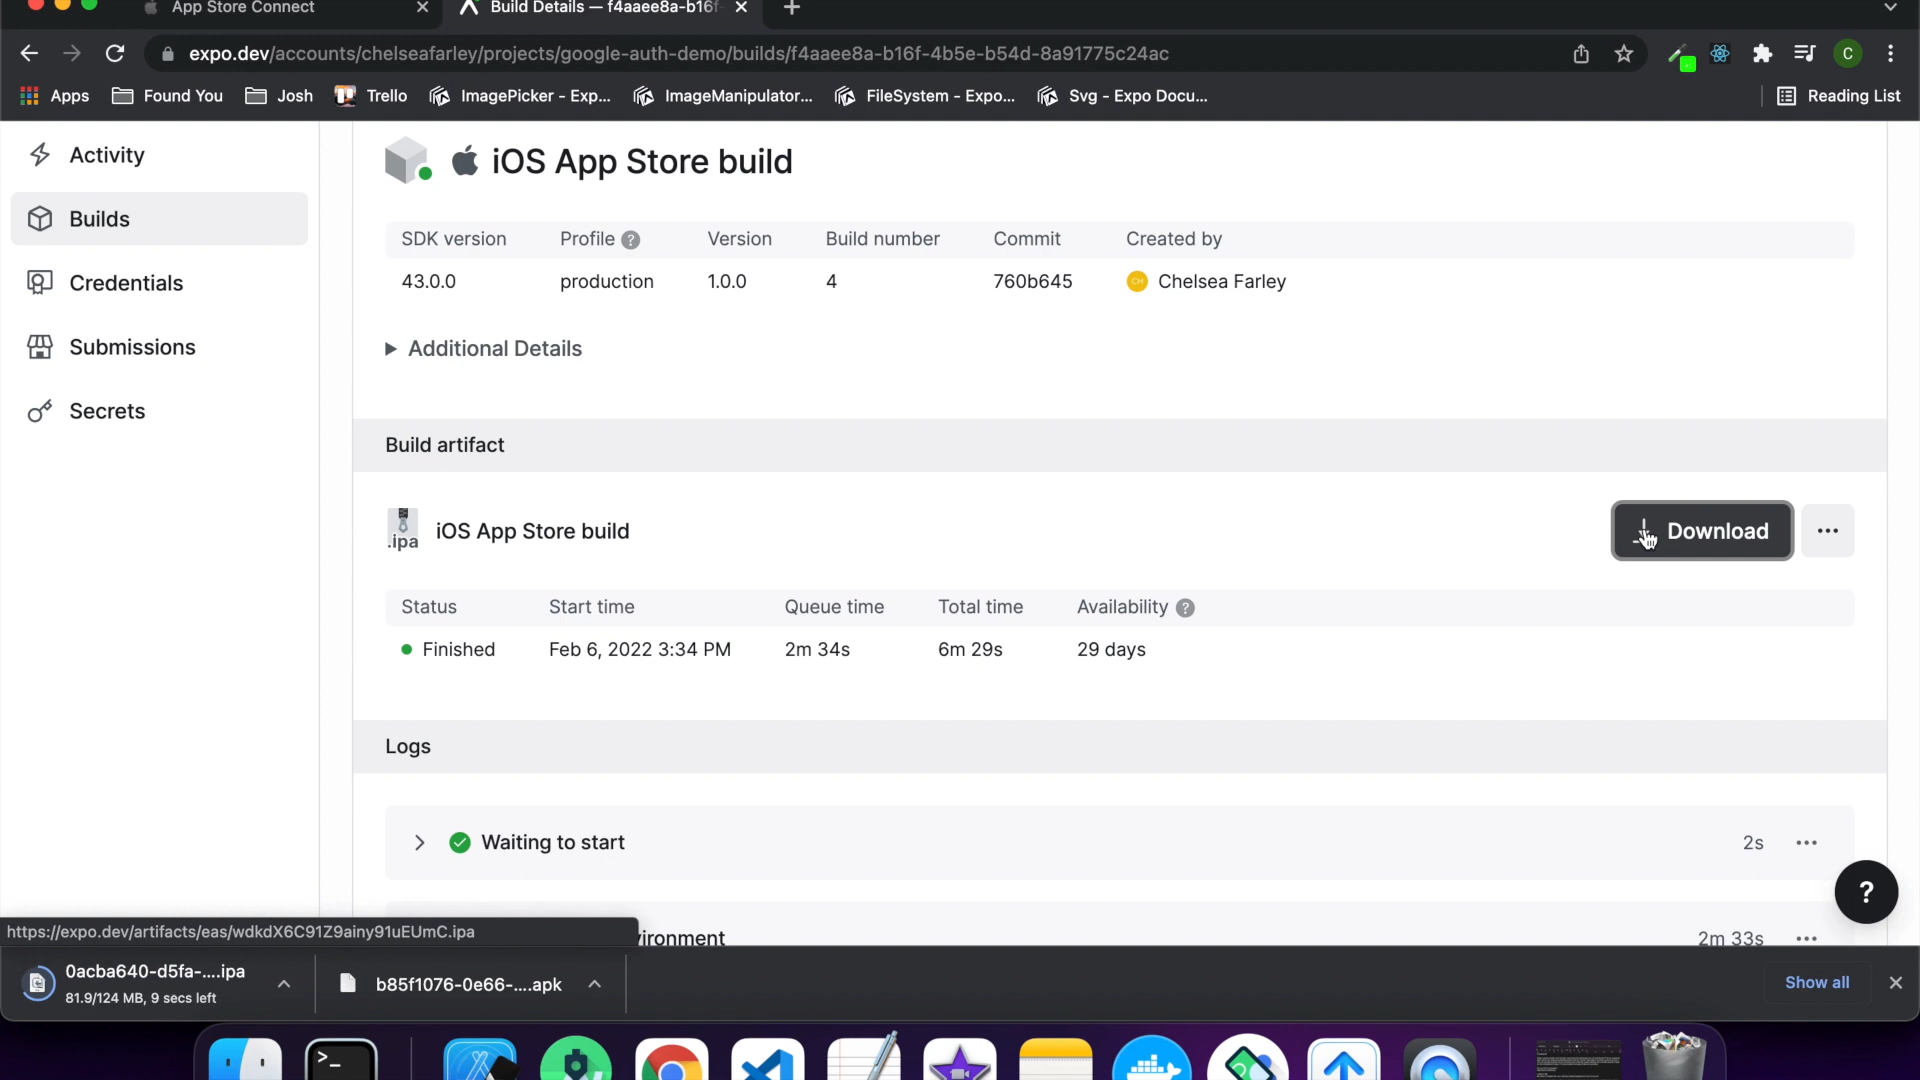 App Store Connect
Build Details — f4aaee8a-b16f-
expo.dev/accounts/chelseafarley/projects/google-auth-demo/builds/f4aaee8a-b16f-4b5e-b54d-8a91775c24ac
C
Apps
Found You
Josh
Trello
ImagePicker - Exp...
ImageManipulator...
FileSystem - Expo...
Svg - Expo Docu...
Reading List
Activity
Builds
Credentials
Submissions
Secrets
iOS App Store build
SDK version Profile ? Version Build number Commit Created by
43.0.0 production 1.0.0 4 760b645 CH Chelsea Farley
Additional Details
Build artifact
.ipa iOS App Store build
Download
Status Start time Queue time Total time Availability ?
Finished Feb 6, 2022 3:34 PM 2m 34s 6m 29s 29 days
Logs
Waiting to start 2s
?
https://expo.dev/artifacts/eas/wdkdX6C91Z9ainy91uEUmC.ipa
vironment 2m 33s
0acba640-d5fa-....ipa
81.9/124 MB, 9 secs left
b85f1076-0e66-....apk
Show all
>_